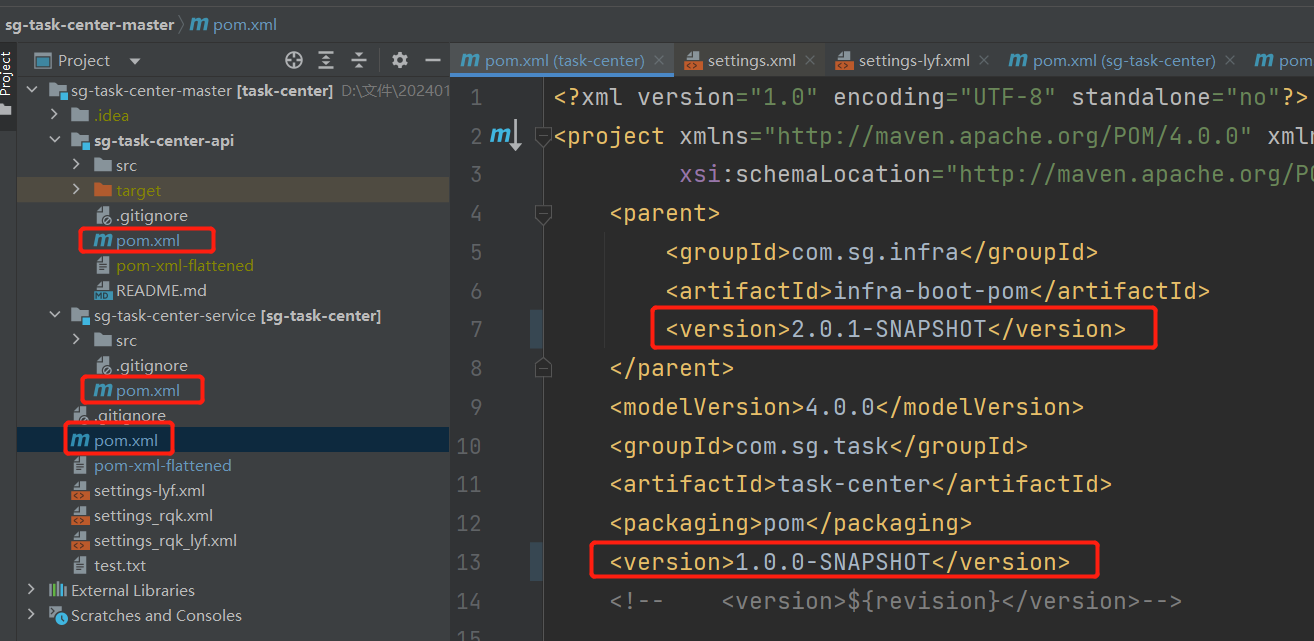 sg-task-center-master 〉 m pom.xml
Project
Project
sg-task-center-master [task-center] D:\文件\202401
.idea
sg-task-center-api
src
target
.gitignore
m pom.xml
pom-xml-flattened
MD README.md
sg-task-center-service [sg-task-center]
src
.gitignore
m pom.xml
.gitignore
m pom.xml
pom-xml-flattened
settings-lyf.xml
settings_rqk.xml
settings_rqk_lyf.xml
test.txt
External Libraries
Scratches and Consoles
m pom.xml (task-center) × settings.xml × settings-lyf.xml × m pom.xml (sg-task-center) × m pom
1 <?xml version="1.0" encoding="UTF-8" standalone="no"?>
2 m <project xmlns="http://maven.apache.org/POM/4.0.0" xmln
3 xsi:schemaLocation="http://maven.apache.org/PO
4 <parent>
5 <groupId>com.sg.infra</groupId>
6 <artifactId>infra-boot-pom</artifactId>
7 <version>2.0.1-SNAPSHOT</version>
8 </parent>
9 <modelVersion>4.0.0</modelVersion>
10 <groupId>com.sg.task</groupId>
11 <artifactId>task-center</artifactId>
12 <packaging>pom</packaging>
13 <version>1.0.0-SNAPSHOT</version>
14 <!-- <version>${revision}</version>-->
15